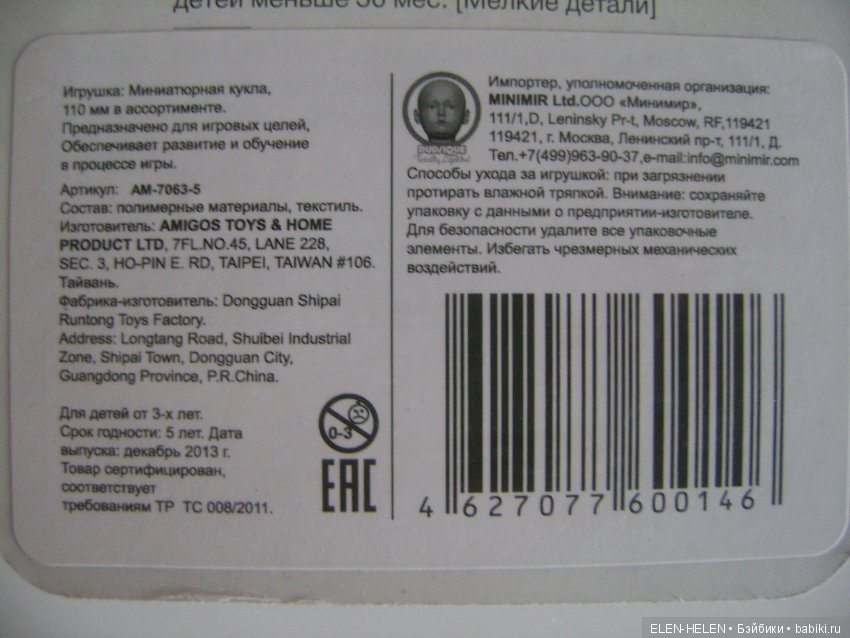 детей меньше 36 мес. [Мелкие детали]
Игрушка: Миниатюрная кукла,
110 мм в ассортименте.
Предназначено для игровых целей,
Обеспечивает развитие и обучение
в процессе игры.
Артикул: AM-7063-5
Состав: полимерные материалы, текстиль.
Изготовитель: AMIGOS TOYS & HOME
PRODUCT LTD, 7FL.NO.45, LANE 228,
SEC. 3, HO-PIN E. RD, TAIPEI, TAIWAN #106.
Тайвань.
Фабрика-изготовитель: Dongguan Shipai
Runtong Toys Factory.
Address: Longtang Road, Shuibei Industrial
Zone, Shipai Town, Dongguan City,
Guangdong Province, P.R.China.
Для детей от 3-х лет.
Срок годности: 5 лет. Дата
выпуска: декабрь 2013 г.
Товар сертифицирован,
соответствует
требованиям ТР ТС 008/2011.
0-3
EAC
Импортер, уполномоченная организация:
MINIMIR Ltd.ООО «Минимир»,
111/1,D, Leninsky Pr-t, Moscow, RF,119421
119421, г. Москва, Ленинский пр-т, 111/1, Д.
Тел.+7(499)963-90-37,e-mail:info@minimir.com
Способы ухода за игрушкой: при загрязнении
протирать влажной тряпкой. Внимание: сохраняйте
упаковку с данными о предприятии-изготовителе.
Для безопасности удалите все упаковочные
элементы. Избегать чрезмерных механических
воздействий.
4 627077 600146
ELEN-HELEN • Бэйбики • babiki.ru